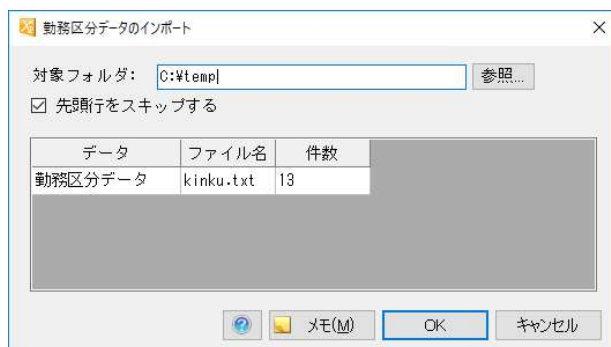 勤務区分データのインポート
対象フォルダ: C:¥temp 参照...
先頭行をスキップする
データ ファイル名 件数
勤務区分データ kinku.txt 13
? メモ(M) OK キャンセル